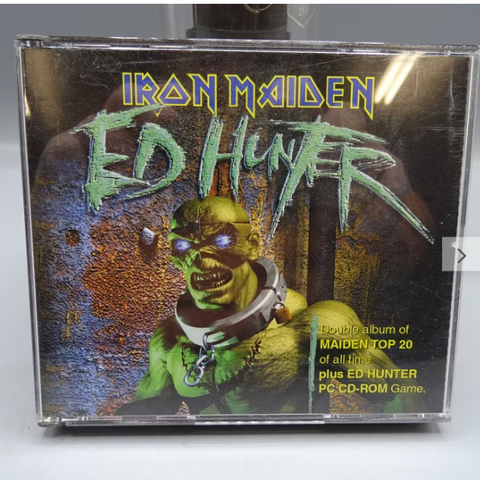 IRON MAIDEN
ED HUNTER
Double album of
MAIDEN TOP 20
of all time
plus ED HUNTER
PC CD-ROM Game.